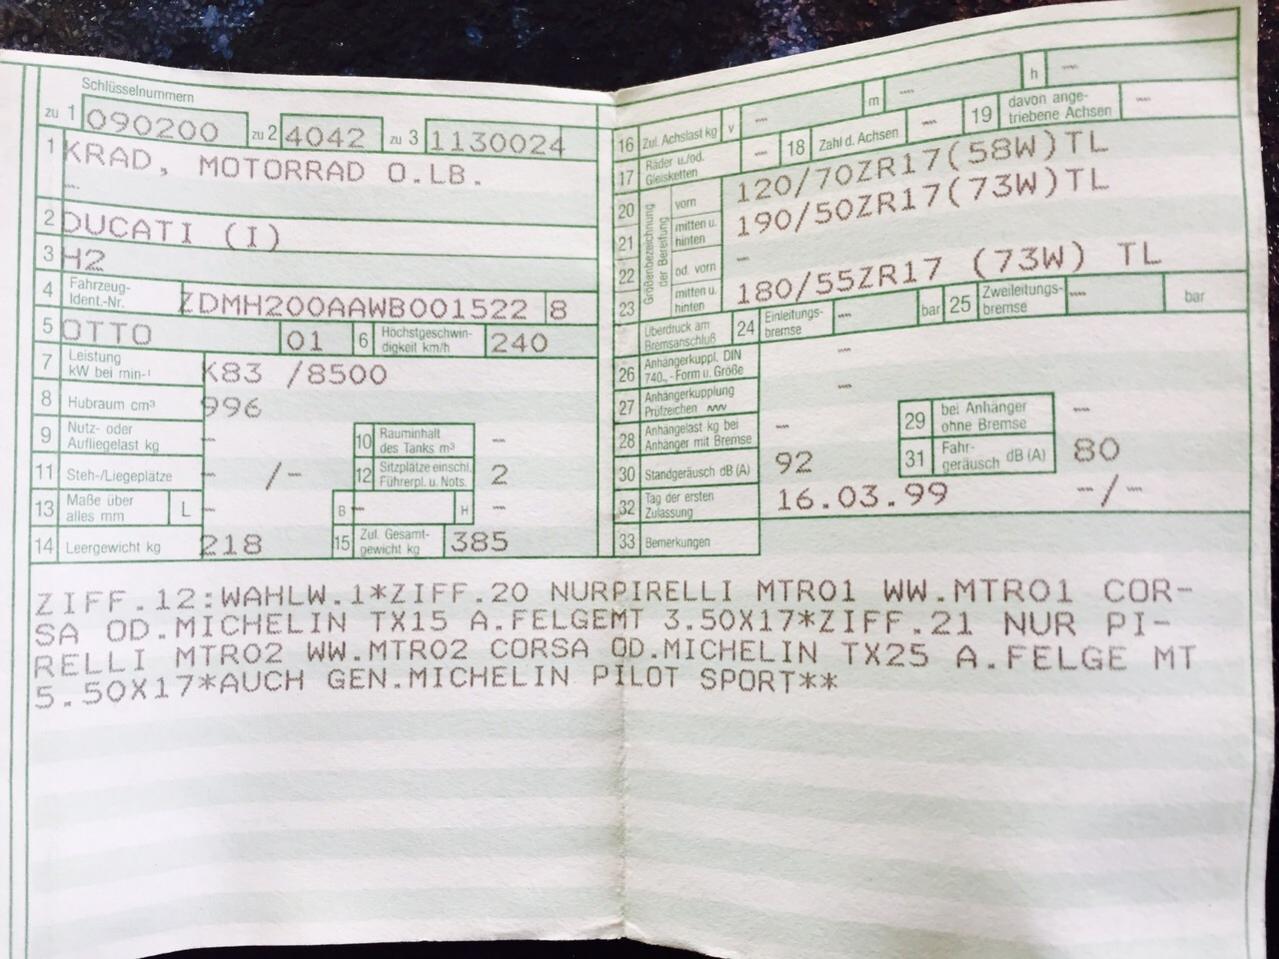 Schlüsselnummern
zu 1 090200 zu 2 4042 zu 3 1130024
1 KRAD, MOTORRAD O.LB.
--
2 DUCATI (I)
3 H2
4 Fahrzeug-Ident.-Nr. ZDMH200AAWB001522 8
5 OTTO 01 6 Höchstgeschwindigkeit km/h 240
7 Leistung kW bei min-¹ K83 /8500
8 Hubraum cm³ 996
9 Nutz- oder Aufliegelast kg - 10 Rauminhalt des Tanks m³ --
11 Steh-/Liegeplätze - /- 12 Sitzplätze einschl. Führerpl. u. Nots. 2
13 Maße über alles mm L - B - H --
14 Leergewicht kg 218 15 Zul. Gesamtgewicht kg 385
16 Zul. Achslast kg v -- m -- h --
17 Räder u./od. Gleisketten -- 18 Zahl d. Achsen -- 19 davon angetriebene Achsen --
Größenbezeichnung der Bereifung
20 vorn 120/70ZR17(58W)TL
21 mitten u. hinten 190/50ZR17(73W)TL
22 od. vorn -
23 mitten u. hinten 180/55ZR17 (73W) TL
Überdruck am Bremsanschluß 24 Einleitungsbremse -- bar 25 Zweileitungsbremse -- bar
26 Anhängerkuppl. DIN 740.., - Form u. Größe --
27 Anhängerkupplung Prüfzeichen --
28 Anhängelast kg bei Anhänger mit Bremse -- 29 bei Anhänger ohne Bremse --
30 Standgeräusch dB (A) 92 31 Fahrgeräusch dB (A) 80
32 Tag der ersten Zulassung 16.03.99 --/--
33 Bemerkungen
ZIFF.12:WAHLW.1*ZIFF.20 NURPIRELLI MTR01 WW.MTR01 COR-
SA OD.MICHELIN TX15 A.FELGEMT 3.50X17*ZIFF.21 NUR PI-
RELLI MTR02 WW.MTR02 CORSA OD.MICHELIN TX25 A.FELGE MT
5.50X17*AUCH GEN.MICHELIN PILOT SPORT**